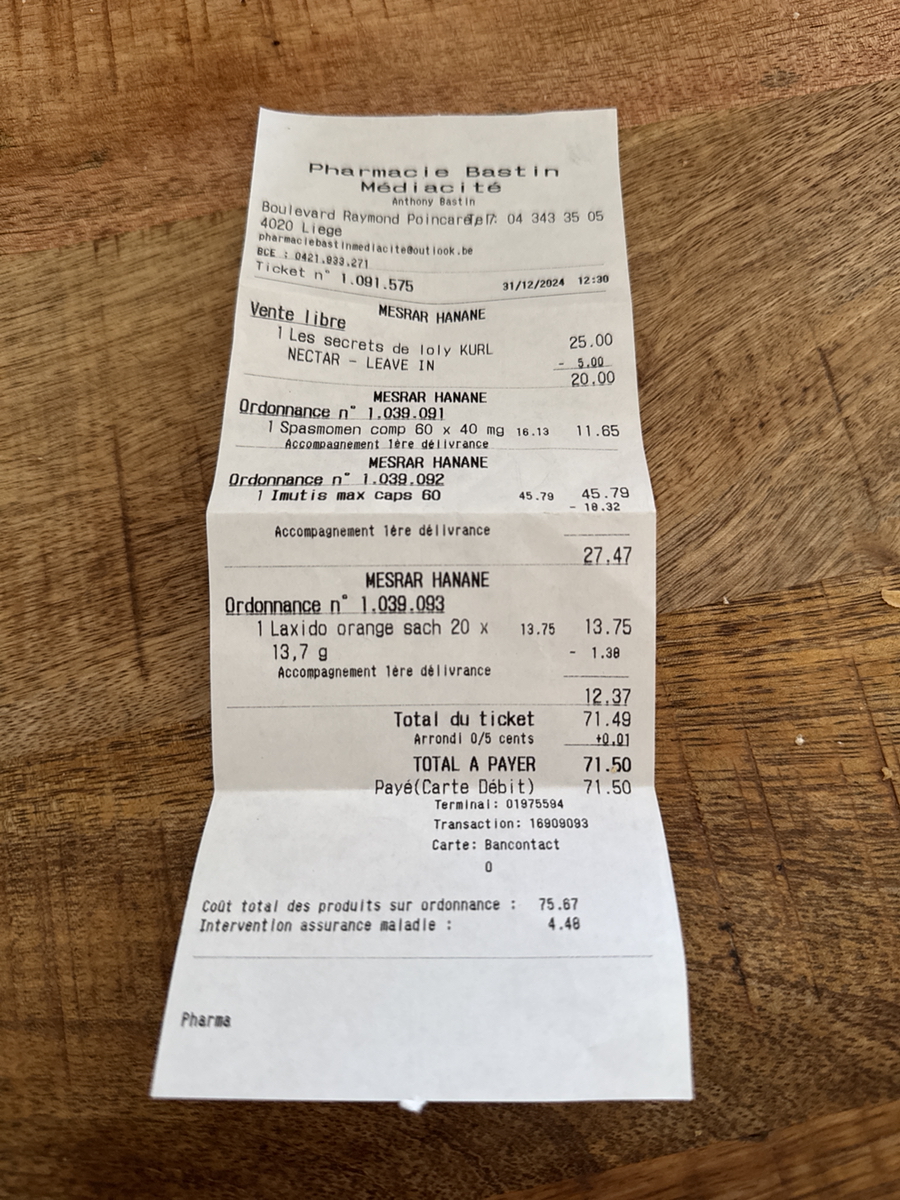 Pharmacie Bastin
Médiacité
Anthony Bastin
Boulevard Raymond Poincaré 7 Tel: 04 343 35 05
4020 Liege
pharmaciebastinmediacite@outlook.be
BCE : 0421.833.271
Ticket n° 1.091.575 31/12/2024 12:30
Vente libre MESRAR HANANE
1 Les secrets de loly KURL 25.00
NECTAR - LEAVE IN - 5.00
20.00
MESRAR HANANE
Ordonnance n° 1.039.091
1 Spasmomen comp 60 x 40 mg 16.13 11.65
Accompagnement 1ère délivrance
MESRAR HANANE
Ordonnance n° 1.039.092
1 Imutis max caps 60 45.79 45.79
- 18.32
Accompagnement 1ère délivrance
27.47
MESRAR HANANE
Ordonnance n° 1.039.093
1 Laxido orange sach 20 x 13.75 13.75
13,7 g - 1.38
Accompagnement 1ère délivrance
12.37
Total du ticket 71.49
Arrondi 0/5 cents +0.01
TOTAL A PAYER 71.50
Payé(Carte Débit) 71.50
Terminal: 01975594
Transaction: 16909093
Carte: Bancontact
0
Coût total des produits sur ordonnance : 75.67
Intervention assurance maladie : 4.48
Pharma